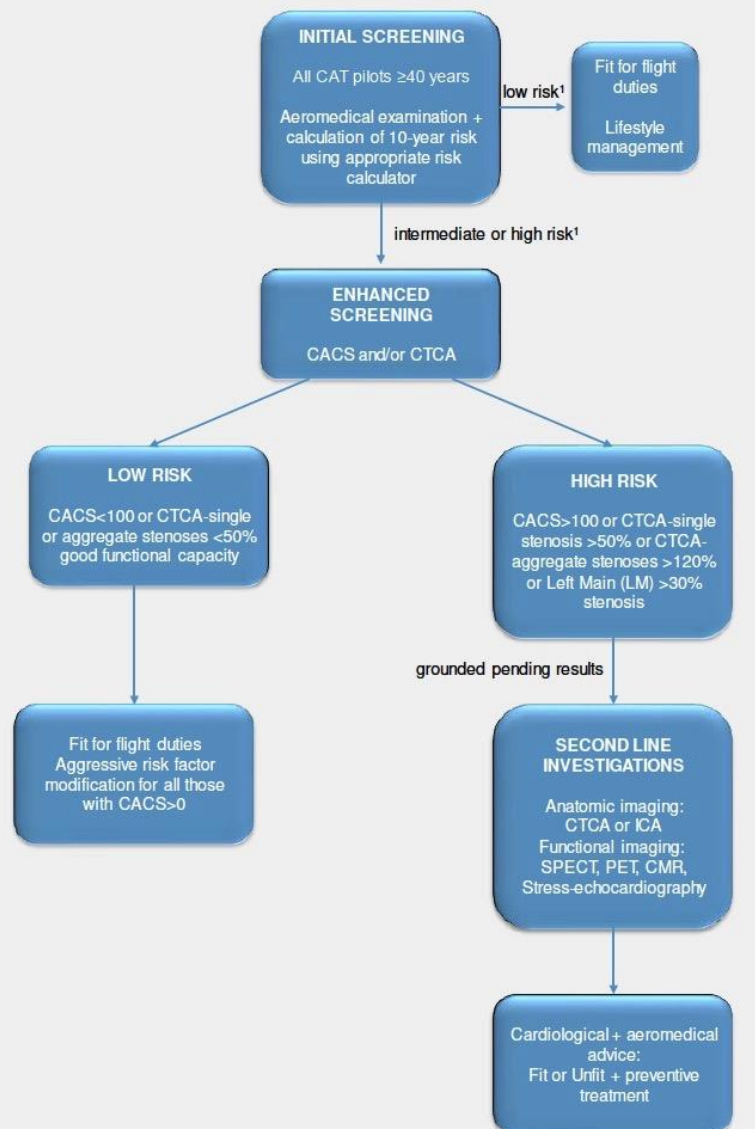 INITIAL SCREENING
All CAT pilots ≥40 years
Aeromedical examination +
calculation of 10-year risk
using appropriate risk
calculator
low risk¹
Fit for flight
duties
Lifestyle
management
intermediate or high risk¹
ENHANCED
SCREENING
CACS and/or CTCA
LOW RISK
CACS<100 or CTCA-single
or aggregate stenoses <50%
good functional capacity
HIGH RISK
CACS>100 or CTCA-single
stenosis >50% or CTCA-
aggregate stenoses >120%
or Left Main (LM) >30%
stenosis
grounded pending results
Fit for flight duties
Aggressive risk factor
modification for all those
with CACS>0
SECOND LINE
INVESTIGATIONS
Anatomic imaging:
CTCA or ICA
Functional imaging:
SPECT, PET, CMR,
Stress-echocardiography
Cardiological + aeromedical
advice:
Fit or Unfit + preventive
treatment